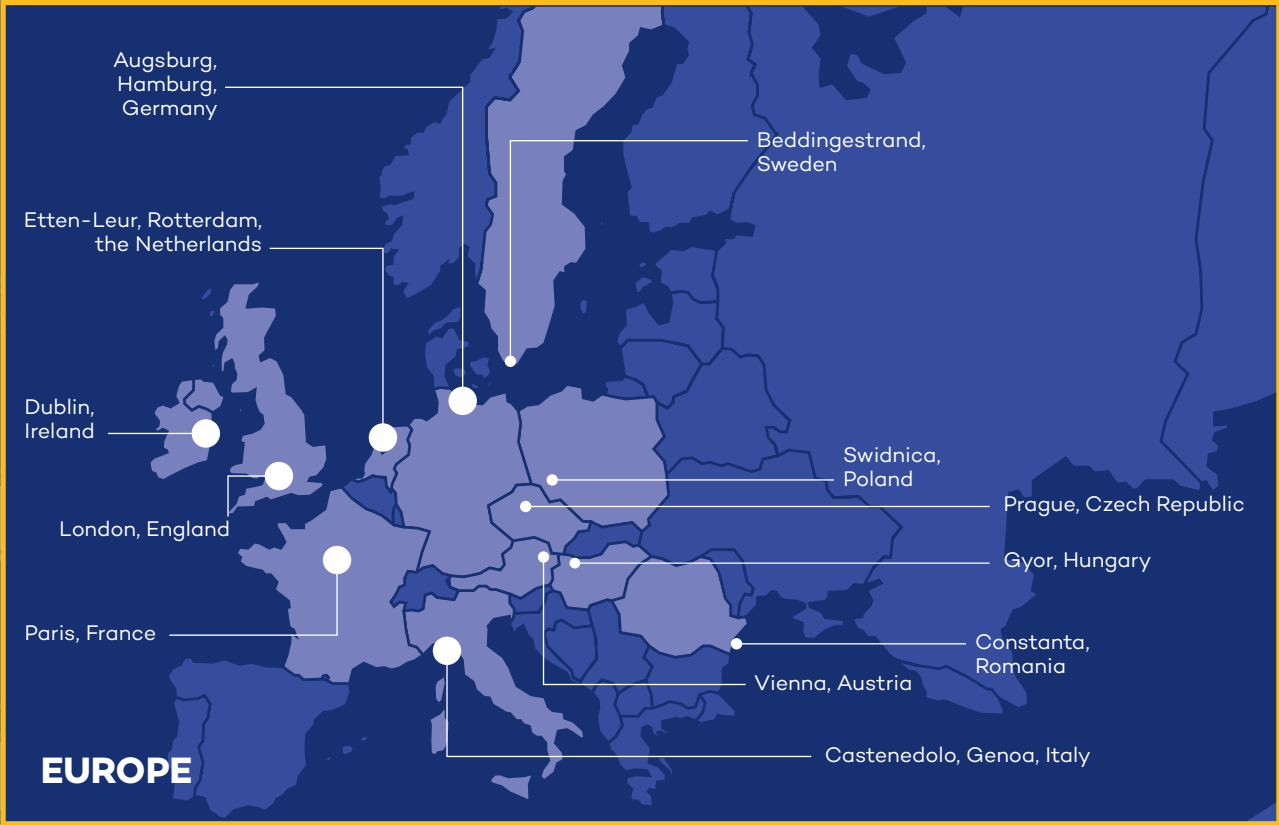 Augsburg,
Hamburg,
Germany
Beddingestrand,
Sweden
Etten-Leur, Rotterdam,
the Netherlands
Dublin,
Ireland
Swidnica,
Poland
Prague, Czech Republic
London, England
Gyor, Hungary
Paris, France
Constanta,
Romania
Vienna, Austria
Castenedolo, Genoa, Italy
EUROPE